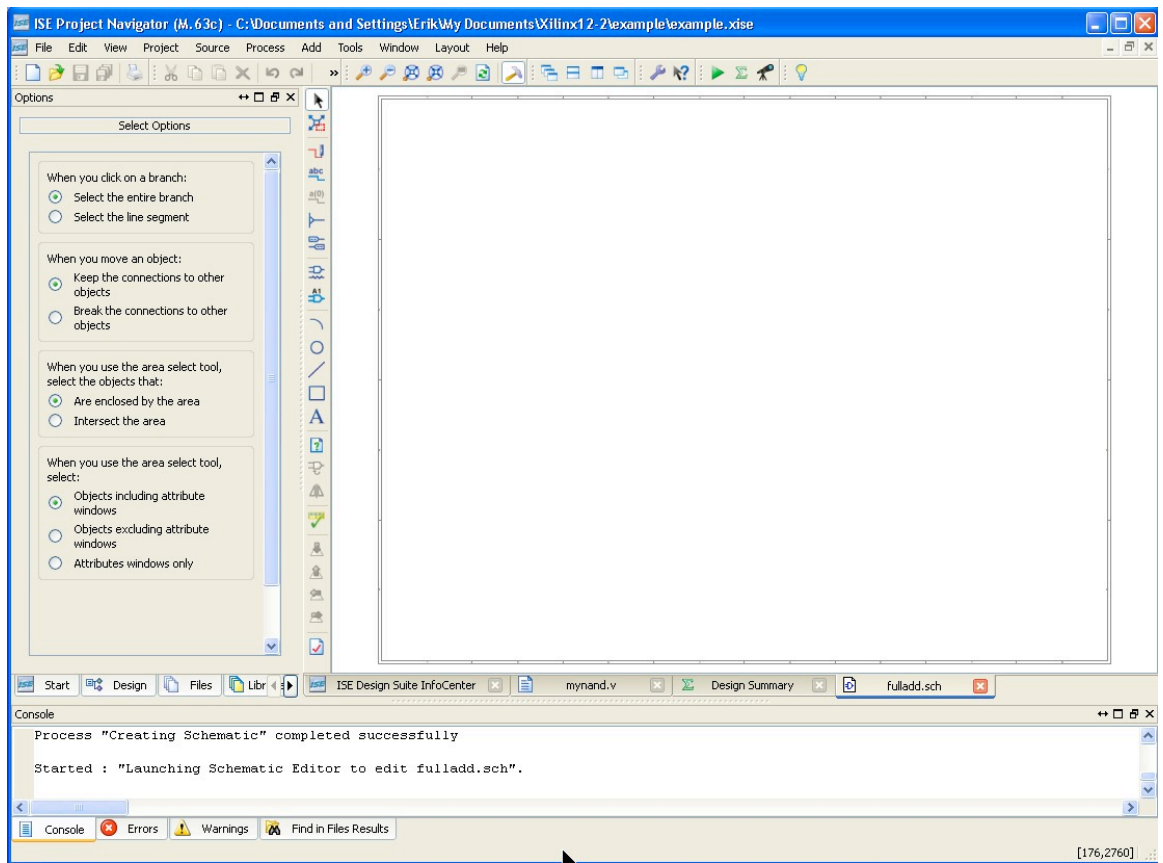 ISE Project Navigator (M.63c) - C:\Documents and Settings\Erik\My Documents\Xilinx12-2\example\example.xise
File Edit View Project Source Process Add Tools Window Layout Help
Options
Select Options
When you click on a branch:
Select the entire branch
Select the line segment
When you move an object:
Keep the connections to other
objects
Break the connections to other
objects
When you use the area select tool,
select the objects that:
Are enclosed by the area
Intersect the area
When you use the area select tool,
select:
Objects including attribute
windows
Objects excluding attribute
windows
Attributes windows only
abc
a(0)
A1
A
Start Design Files Libr
ISE Design Suite InfoCenter mynand.v Design Summary fulladd.sch
Console
Process "Creating Schematic" completed successfully
Started : "Launching Schematic Editor to edit fulladd.sch".
Console Errors Warnings Find in Files Results
[176,2760]